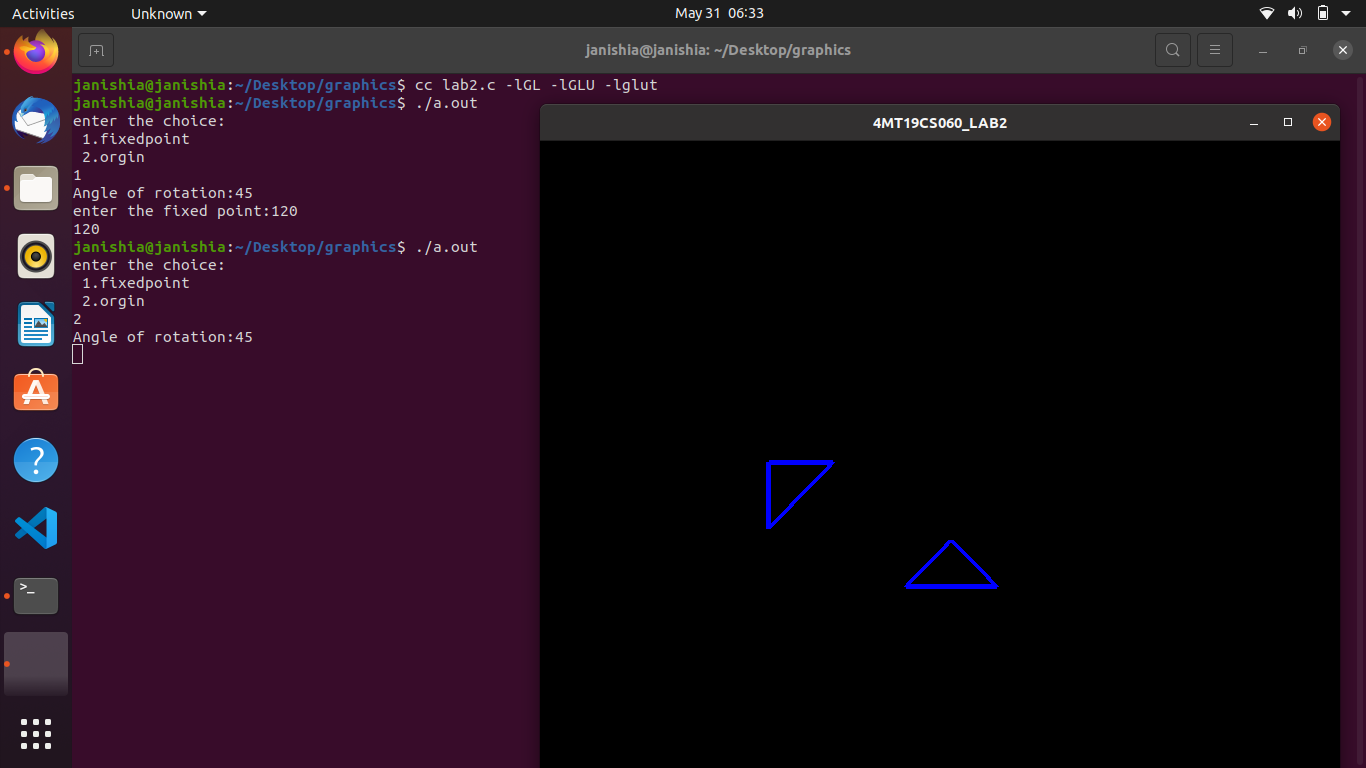 Activities
Unknown
May 31 06:33
janishia@janishia: ~/Desktop/graphics
janishia@janishia:~/Desktop/graphics$ cc lab2.c -lGL -lGLU -lglut
janishia@janishia:~/Desktop/graphics$ ./a.out
enter the choice:
1.fixedpoint
2.orgin
1
Angle of rotation:45
enter the fixed point:120
120
janishia@janishia:~/Desktop/graphics$ ./a.out
enter the choice:
1.fixedpoint
2.orgin
2
Angle of rotation:45
4MT19CS060_LAB2